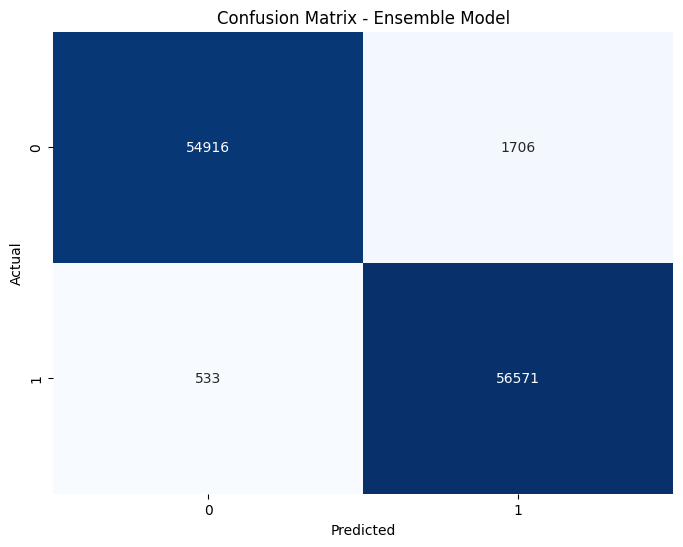 Confusion Matrix - Ensemble Model
Actual
0
54916
1706
1
533
56571
0
1
Predicted